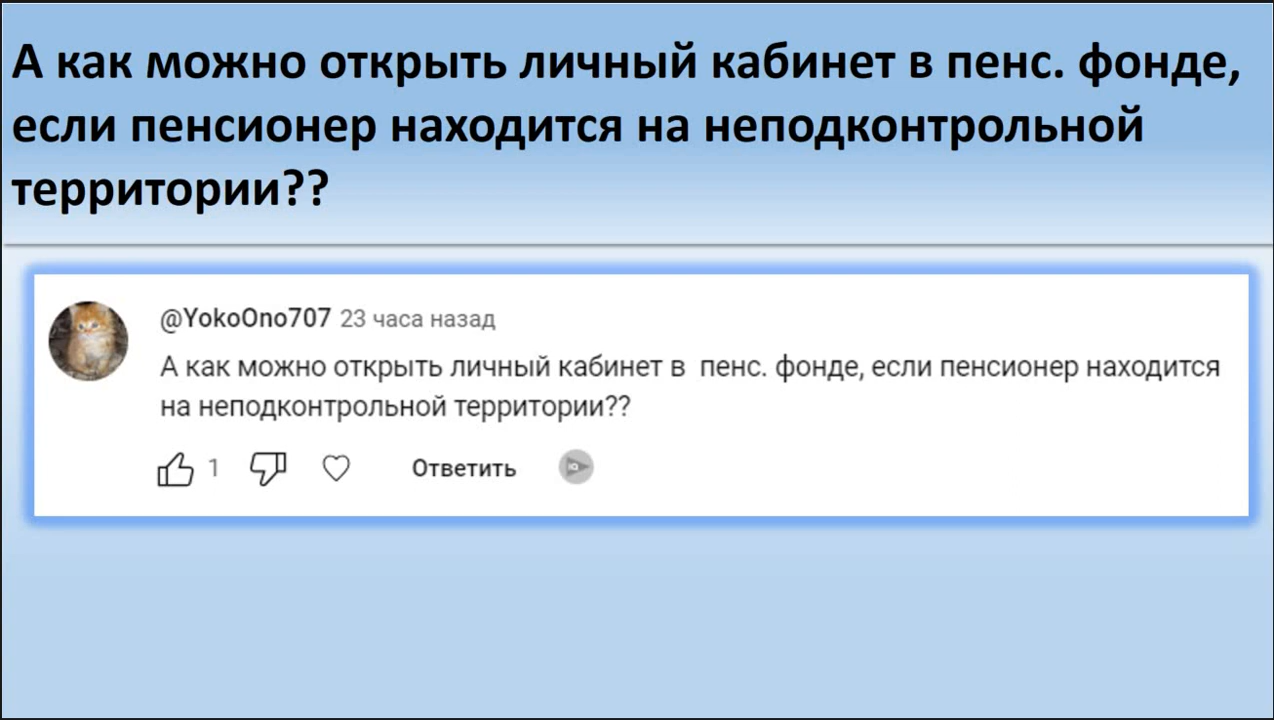 А как можно открыть личный кабинет в пенс. фонде,
если пенсионер находится на неподконтрольной
территории??
@YokoOno707 23 часа назад
А как можно открыть личный кабинет в пенс. фонде, если пенсионер находится
на неподконтрольной территории??
1 Ответить